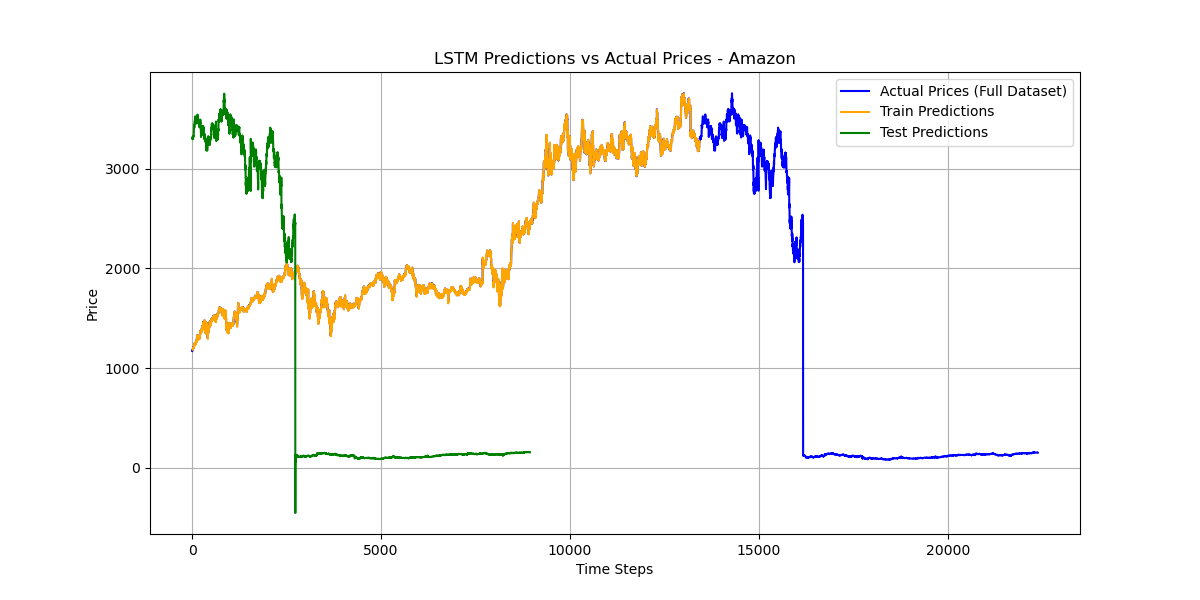 LSTM Predictions vs Actual Prices - Amazon
Actual Prices (Full Dataset)
Train Predictions
Test Predictions
Price
3000
2000
1000
0
0
5000
10000
15000
20000
Time Steps